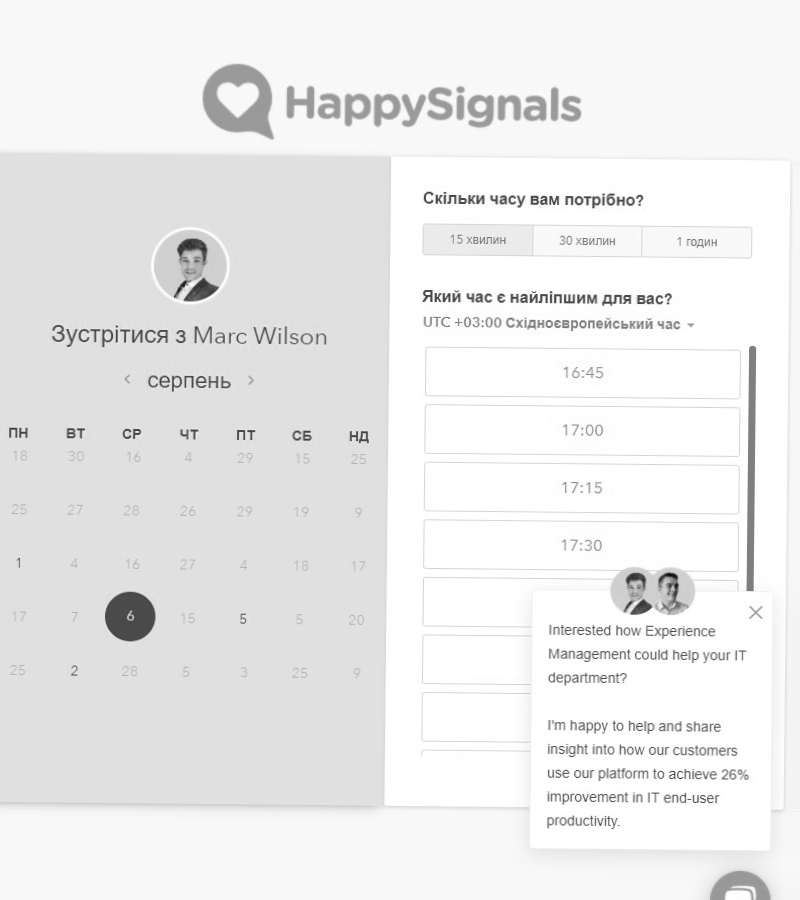 HappySignals
Зустрітися з Marc Wilson
серпень
ПН ВТ СР ЧТ ПТ СБ НД
18 30 16 4 29 15 25
25 27 28 26 29 19 9
1 4 16 27 4 18 17
17 7 6 15 5 5 20
25 2 28 5 3 25 9
Скільки часу вам потрібно?
15 хвилин 30 хвилин 1 годин
Який час є найліпшим для вас?
UTC +03:00 Східноєвропейський час
16:45
17:00
17:15
17:30
Interested how Experience
Management could help your IT
department?
I'm happy to help and share
insight into how our customers
use our platform to achieve 26%
improvement in IT end-user
productivity.